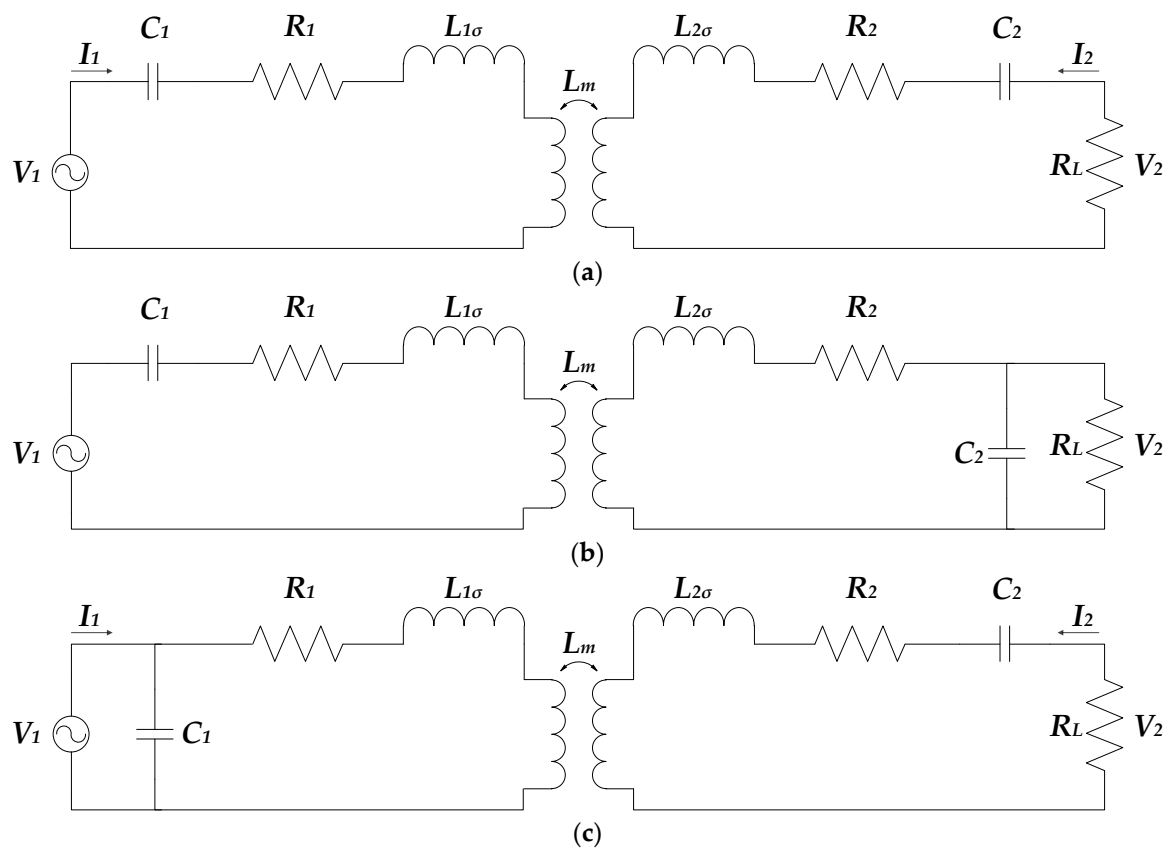 C1 R1 L1σ L2σ R2 C2
I1 Lm I2
V1 RL V2
(a)
C1 R1 L1σ L2σ R2
Lm
V1 C2 RL V2
(b)
R1 L1σ L2σ R2 C2
I1 Lm I2
V1 C1 RL V2
(c)